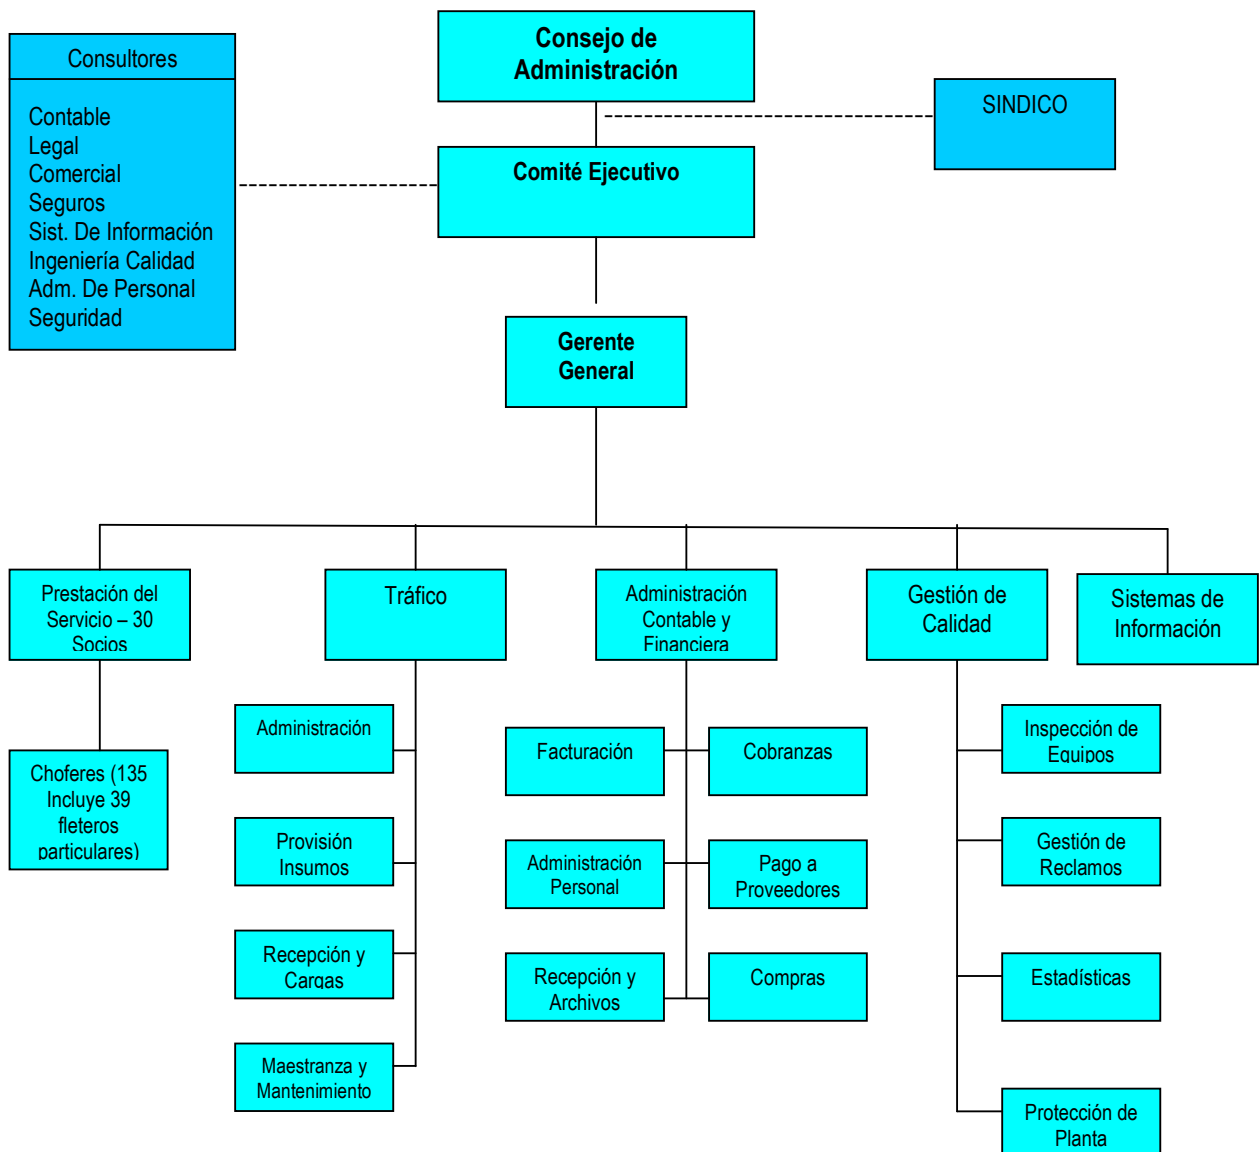 Consejo de
Administración
Consultores
Contable
Legal
Comercial
Seguros
Sist. De Información
Ingeniería Calidad
Adm. De Personal
Seguridad
SINDICO
Comité Ejecutivo
Gerente
General
Prestación del
Servicio – 30
Socios
Tráfico
Administración
Contable y
Financiera
Gestión de
Calidad
Sistemas de
Información
Choferes (135
Incluye 39
fleteros
particulares)
Administración
Provisión
Insumos
Recepción y
Cargas
Maestranza y
Mantenimiento
Facturación
Cobranzas
Administración
Personal
Pago a
Proveedores
Recepción y
Archivos
Compras
Inspección de
Equipos
Gestión de
Reclamos
Estadísticas
Protección de
Planta